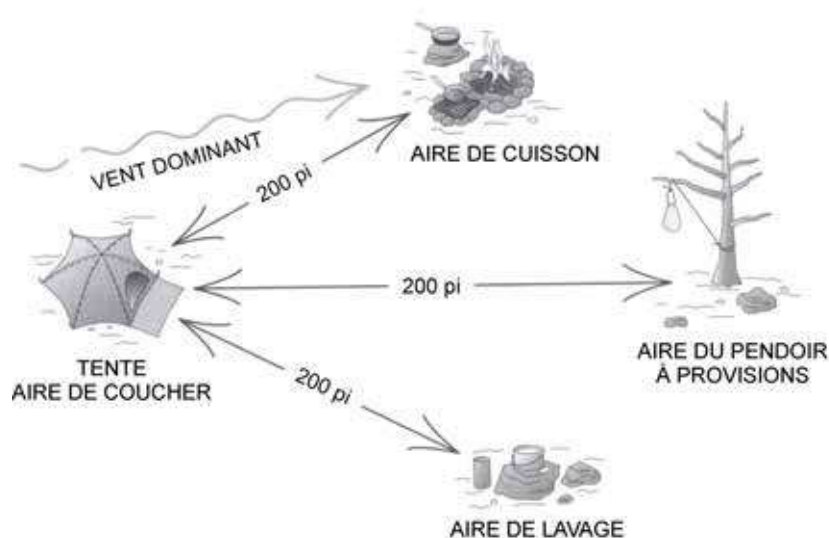 VENT DOMINANT
200 pi
AIRE DE CUISSON
200 pi
AIRE DU PENDOIR
À PROVISIONS
TENTE
AIRE DE COUCHER
200 pi
AIRE DE LAVAGE